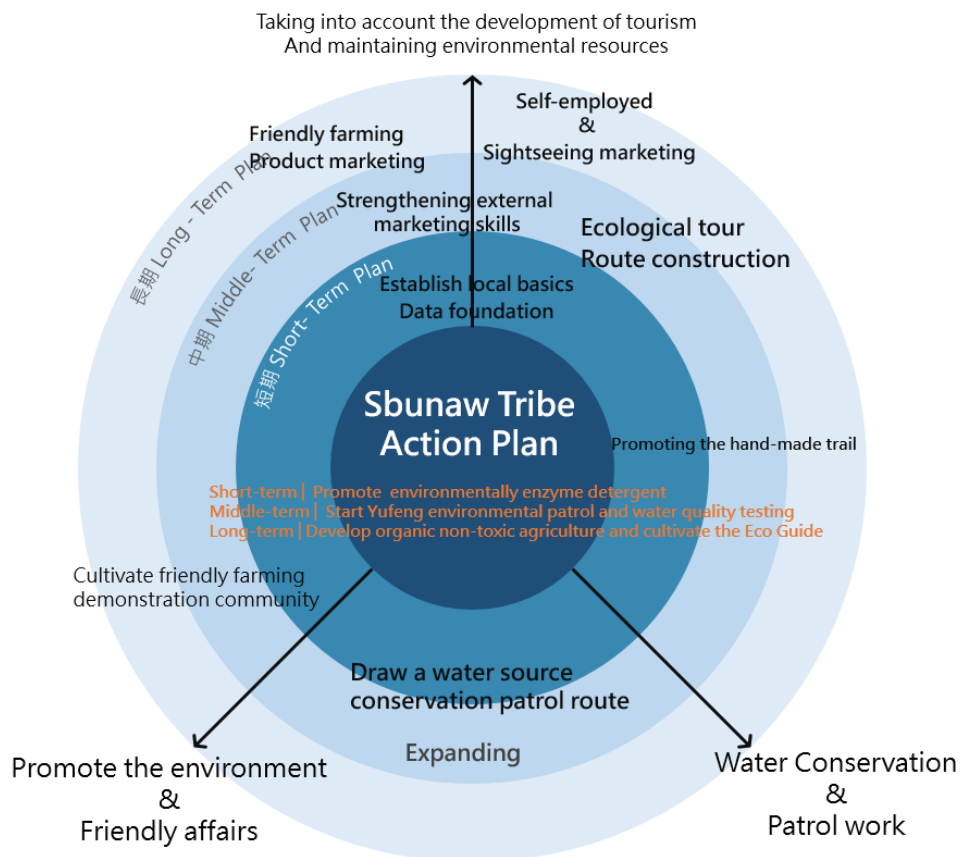 Taking into account the development of tourism
And maintaining environmental resources
Self-employed
&
Sightseeing marketing
Friendly farming
Product marketing
長期 Long - Term Plan
Strengthening external
marketing skills
中期 Middle- Term Plan
Ecological tour
Route construction
短期 Short- Term Plan
Establish local basics
Data foundation
Sbunaw Tribe
Action Plan
Promoting the hand-made trail
Short-term│ Promote environmentally enzyme detergent
Middle-term│ Start Yufeng environmental patrol and water quality testing
Long-term│Develop organic non-toxic agriculture and cultivate the Eco Guide
Cultivate friendly farming
demonstration community
Draw a water source
conservation patrol route
Expanding
Promote the environment
&
Friendly affairs
Water Conservation
&
Patrol work